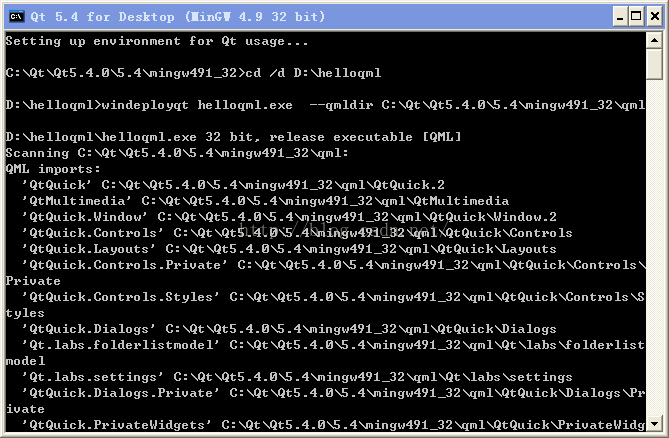 Qt 5.4 for Desktop (MinGW 4.9 32 bit)
Setting up environment for Qt usage...
C:\Qt\Qt5.4.0\5.4\mingw491_32>cd /d D:\helloqml
D:\helloqml>windeployqt helloqml.exe  --qmldir C:\Qt\Qt5.4.0\5.4\mingw491_32\qml
D:\helloqml\helloqml.exe 32 bit, release executable [QML]
Scanning C:\Qt\Qt5.4.0\5.4\mingw491_32\qml:
QML imports:
  'QtQuick' C:\Qt\Qt5.4.0\5.4\mingw491_32\qml\QtQuick.2
  'QtMultimedia' C:\Qt\Qt5.4.0\5.4\mingw491_32\qml\QtMultimedia
  'QtQuick.Window' C:\Qt\Qt5.4.0\5.4\mingw491_32\qml\QtQuick\Window.2
  'QtQuick.Controls' C:\Qt\Qt5.4.0\5.4\mingw491_32\qml\QtQuick\Controls
  'QtQuick.Layouts' C:\Qt\Qt5.4.0\5.4\mingw491_32\qml\QtQuick\Layouts
  'QtQuick.Controls.Private' C:\Qt\Qt5.4.0\5.4\mingw491_32\qml\QtQuick\Controls\
Private
  'QtQuick.Controls.Styles' C:\Qt\Qt5.4.0\5.4\mingw491_32\qml\QtQuick\Controls\S
tyles
  'QtQuick.Dialogs' C:\Qt\Qt5.4.0\5.4\mingw491_32\qml\QtQuick\Dialogs
  'Qt.labs.folderlistmodel' C:\Qt\Qt5.4.0\5.4\mingw491_32\qml\Qt\labs\folderlist
model
  'Qt.labs.settings' C:\Qt\Qt5.4.0\5.4\mingw491_32\qml\Qt\labs\settings
  'QtQuick.Dialogs.Private' C:\Qt\Qt5.4.0\5.4\mingw491_32\qml\QtQuick\Dialogs\Pr
ivate
  'QtQuick.PrivateWidgets' C:\Qt\Qt5.4.0\5.4\mingw491_32\qml\QtQuick\PrivateWidg